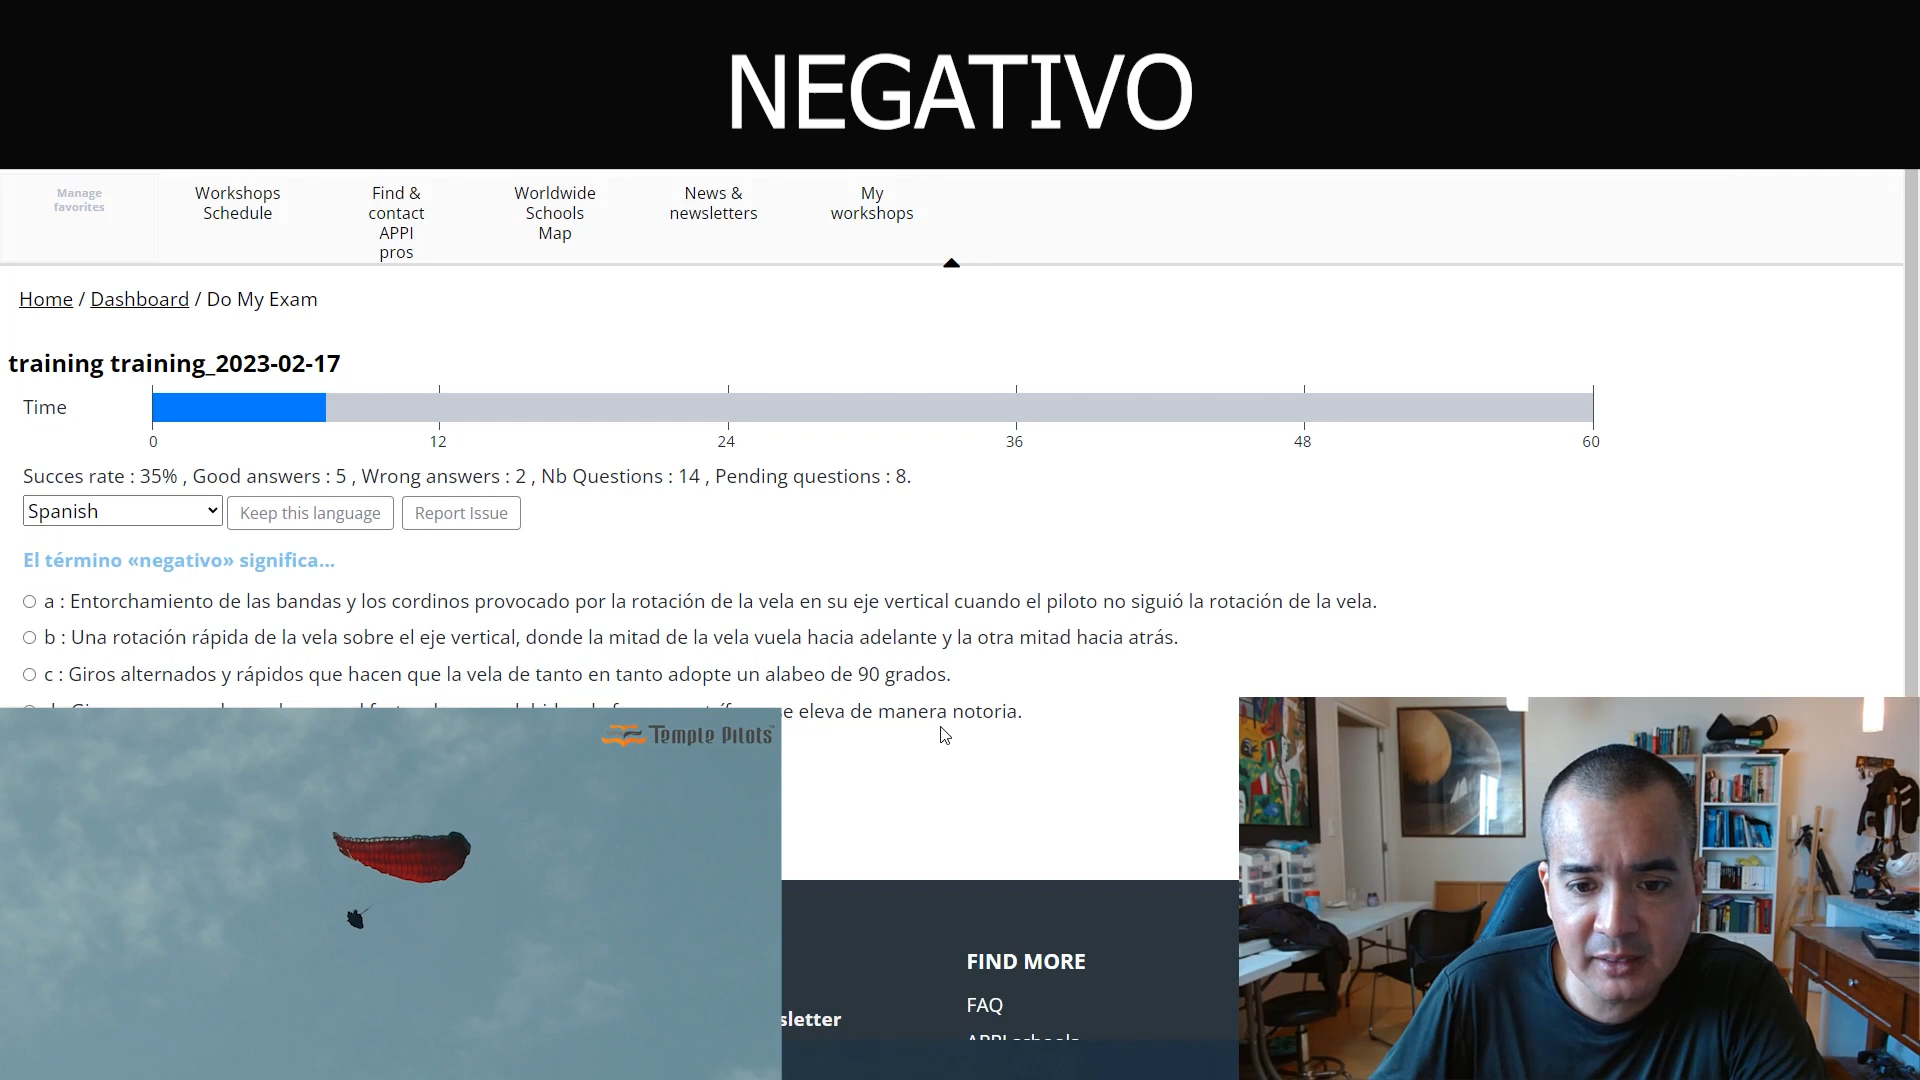 NEGATIVO
Manage
favorites
Workshops
Schedule
Find &
contact
APPI
pros
Worldwide
Schools
Map
News &
newsletters
My
workshops
Home / Dashboard / Do My Exam
training training_2023-02-17
Time
0 12 24 36 48 60
Succes rate : 35% , Good answers : 5 , Wrong answers : 2 , Nb Questions : 14 , Pending questions : 8.
Spanish
Keep this language
Report Issue
El término «negativo» significa...
a : Entorchamiento de las bandas y los cordinos provocado por la rotación de la vela en su eje vertical cuando el piloto no siguió la rotación de la vela.
b : Una rotación rápida de la vela sobre el eje vertical, donde la mitad de la vela vuela hacia adelante y la otra mitad hacia atrás.
c : Giros alternados y rápidos que hacen que la vela de tanto en tanto adopte un alabeo de 90 grados.
se eleva de manera notoria.
Temple Pilots
FIND MORE
FAQ
sletter
APPI schools